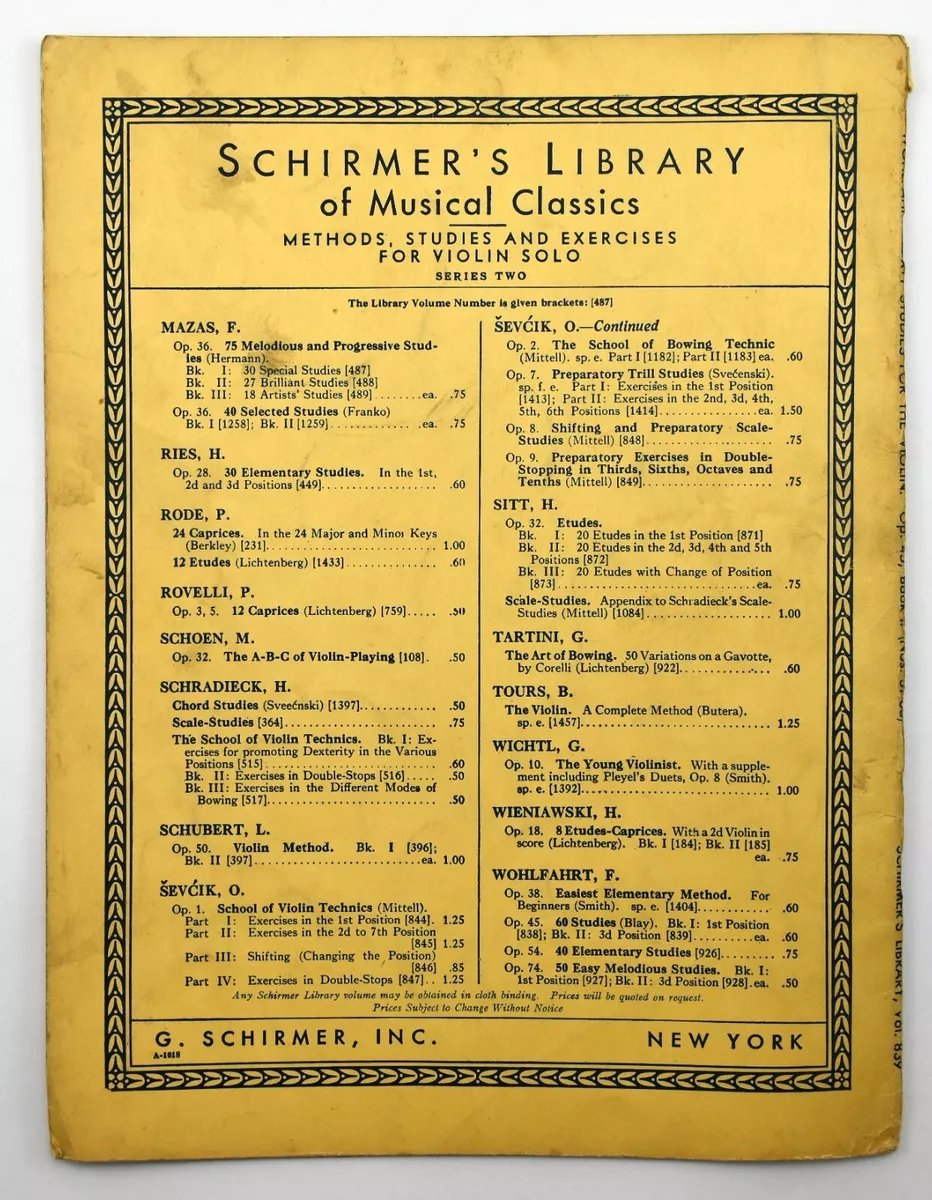 SCHIRMER'S LIBRARY
of Musical Classics
METHODS, STUDIES AND EXERCISES
FOR VIOLIN SOLO
SERIES TWO
The Library Volume Number is given brackets: [487]
MAZAS, F.
Op. 36. 75 Melodious and Progressive Stud-
ies (Hermann).
Bk. I: 30 Special Studies [487]
Bk. II: 27 Brilliant Studies [488]
Bk. III: 18 Artists' Studies [489]........ea. .75
Op. 36. 40 Selected Studies (Franko)
Bk. I [1258]; Bk. II [1259]..............ea. .75
RIES, H.
Op. 28. 30 Elementary Studies. In the 1st,
2d and 3d Positions [449].................. .60
RODE, P.
24 Caprices. In the 24 Major and Minor Keys
(Berkley) [231].......................... 1.00
12 Etudes (Lichtenberg) [1433].............. .60
ROVELLI, P.
Op. 3, 5. 12 Caprices (Lichtenberg) [759]..... .50
SCHOEN, M.
Op. 32. The A-B-C of Violin-Playing [108]. .50
SCHRADIECK, H.
Chord Studies (Sveećnski) [1397]............ .50
Scale-Studies [364]........................ .75
The School of Violin Technics. Bk. I: Ex-
ercises for promoting Dexterity in the Various
Positions [515].......................... .60
Bk. II: Exercises in Double-Stops [516]..... .50
Bk. III: Exercises in the Different Modes of
Bowing [517].......................... .50
SCHUBERT, L.
Op. 50. Violin Method. Bk. I [396];
Bk. II [397].........................ea. 1.00
ŠEVĆIK, O.
Op. 1. School of Violin Technics (Mittell).
Part I: Exercises in the 1st Position [844]. 1.25
Part II: Exercises in the 2d to 7th Position
[845] 1.25
Part III: Shifting (Changing the Position)
[846] .85
Part IV: Exercises in Double-Stops [847].. 1.25
ŠEVĆIK, O.—Continued
Op. 2. The School of Bowing Technic
(Mittell). sp. e. Part I [1182]; Part II [1183] ea. .60
Op. 7. Preparatory Trill Studies (Svećenski).
sp. f. e. Part I: Exercises in the 1st Position
[1413]; Part II: Exercises in the 2nd, 3d, 4th,
5th, 6th Positions [1414]................ea. 1.50
Op. 8. Shifting and Preparatory Scale-
Studies (Mittell) [848].................... .75
Op. 9. Preparatory Exercises in Double-
Stopping in Thirds, Sixths, Octaves and
Tenths (Mittell) [849].................... .75
SITT, H.
Op. 32. Etudes.
Bk. I: 20 Etudes in the 1st Position [871]
Bk. II: 20 Etudes in the 2d, 3d, 4th and 5th
Positions [872]
Bk. III: 20 Etudes with Change of Position
[873]................................ea. .75
Scale-Studies. Appendix to Schradieck's Scale-
Studies (Mittell) [1084].................... 1.00
TARTINI, G.
The Art of Bowing. 50 Variations on a Gavotte,
by Corelli (Lichtenberg) [922].............. .60
TOURS, B.
The Violin. A Complete Method (Butera).
sp. e. [1457].............................. 1.25
WICHTL, G.
Op. 10. The Young Violinist. With a supple-
ment including Pleyel's Duets, Op. 8 (Smith).
sp. e. [1392].............................. 1.00
WIENIAWSKI, H.
Op. 18. 8 Etudes-Caprices. With a 2d Violin in
score (Lichtenberg). Bk. I [184]; Bk. II [185]
ea. .75
WOHLFAHRT, F.
Op. 38. Easiest Elementary Method. For
Beginners (Smith). sp. e. [1404]........... .60
Op. 45. 60 Studies (Blay). Bk. I: 1st Position
[838]; Bk. II: 3d Position [839]..........ea. .60
Op. 54. 40 Elementary Studies [926]......... .75
Op. 74. 50 Easy Melodious Studies. Bk. I:
1st Position [927]; Bk. II: 3d Position [928].ea. .50
Any Schirmer Library volume may be obtained in cloth binding. Prices will be quoted on request.
Prices Subject to Change Without Notice
G. SCHIRMER, INC.
NEW YORK
A-1018
SCHIRMER'S LIBRARY, Vol. 839